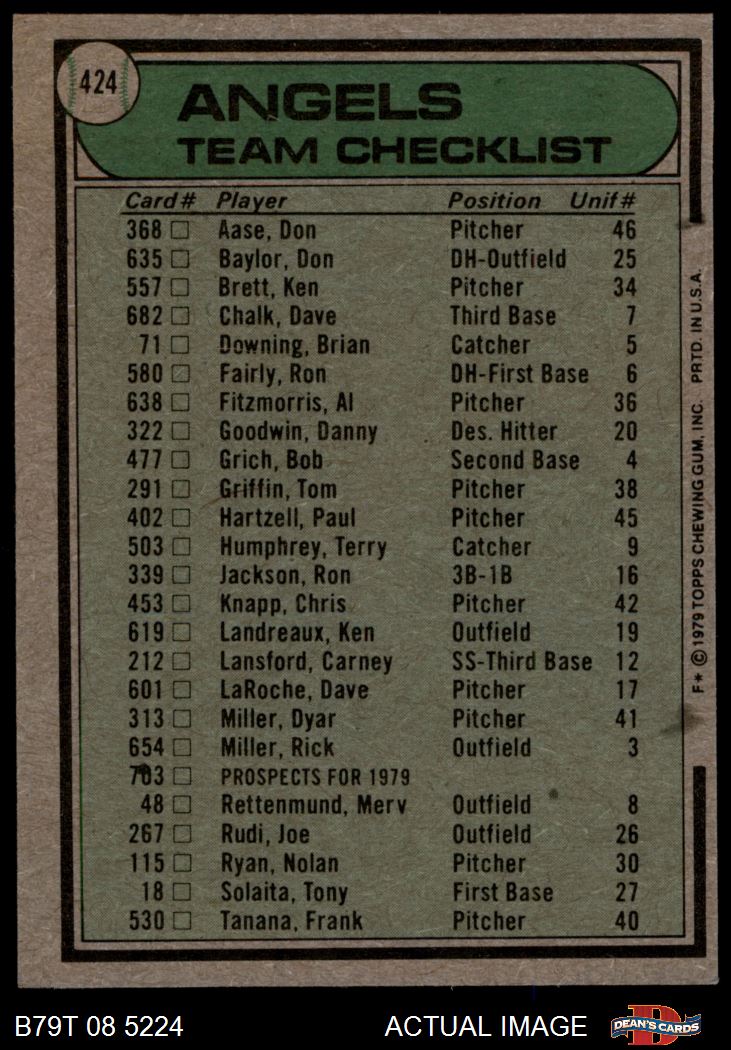 424
ANGELS
TEAM CHECKLIST
Card# Player Position Unif#
368 Aase, Don Pitcher 46
635 Baylor, Don DH-Outfield 25
557 Brett, Ken Pitcher 34
682 Chalk, Dave Third Base 7
71 Downing, Brian Catcher 5
580 Fairly, Ron DH-First Base 6
638 Fitzmorris, Al Pitcher 36
322 Goodwin, Danny Des. Hitter 20
477 Grich, Bob Second Base 4
291 Griffin, Tom Pitcher 38
402 Hartzell, Paul Pitcher 45
503 Humphrey, Terry Catcher 9
339 Jackson, Ron 3B-1B 16
453 Knapp, Chris Pitcher 42
619 Landreaux, Ken Outfield 19
212 Lansford, Carney SS-Third Base 12
601 LaRoche, Dave Pitcher 17
313 Miller, Dyar Pitcher 41
654 Miller, Rick Outfield 3
703 PROSPECTS FOR 1979
48 Rettenmund, Merv Outfield 8
267 Rudi, Joe Outfield 26
115 Ryan, Nolan Pitcher 30
18 Solaita, Tony First Base 27
530 Tanana, Frank Pitcher 40
F* © 1979 TOPPS CHEWING GUM, INC. PRTD. IN U.S.A.
B79T 08 5224 ACTUAL IMAGE
DEAN'S CARDS